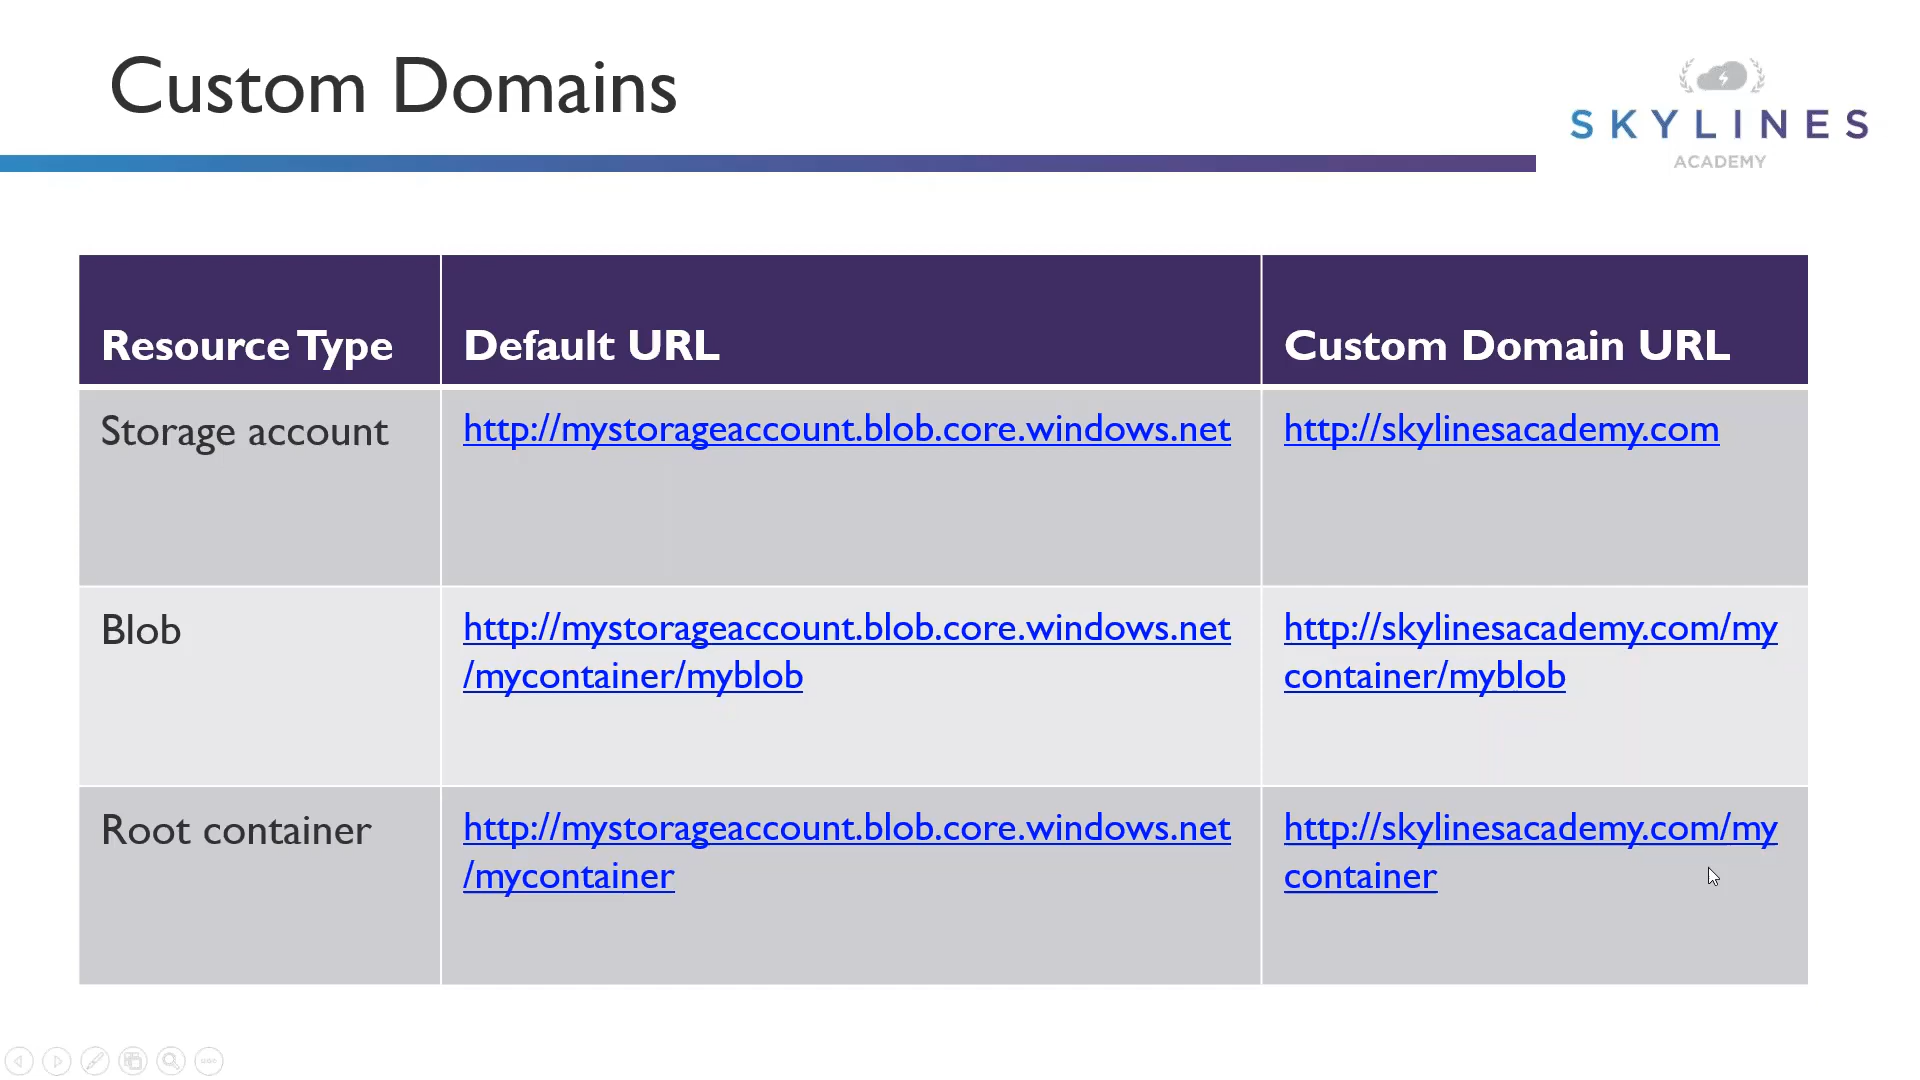 Custom Domains
SKYLINES
ACADEMY
Resource Type
Default URL
Custom Domain URL
Storage account
http://mystorageaccount.blob.core.windows.net
http://skylinesacademy.com
Blob
http://mystorageaccount.blob.core.windows.net
/mycontainer/myblob
http://skylinesacademy.com/my
container/myblob
Root container
http://mystorageaccount.blob.core.windows.net
/mycontainer
http://skylinesacademy.com/my
container